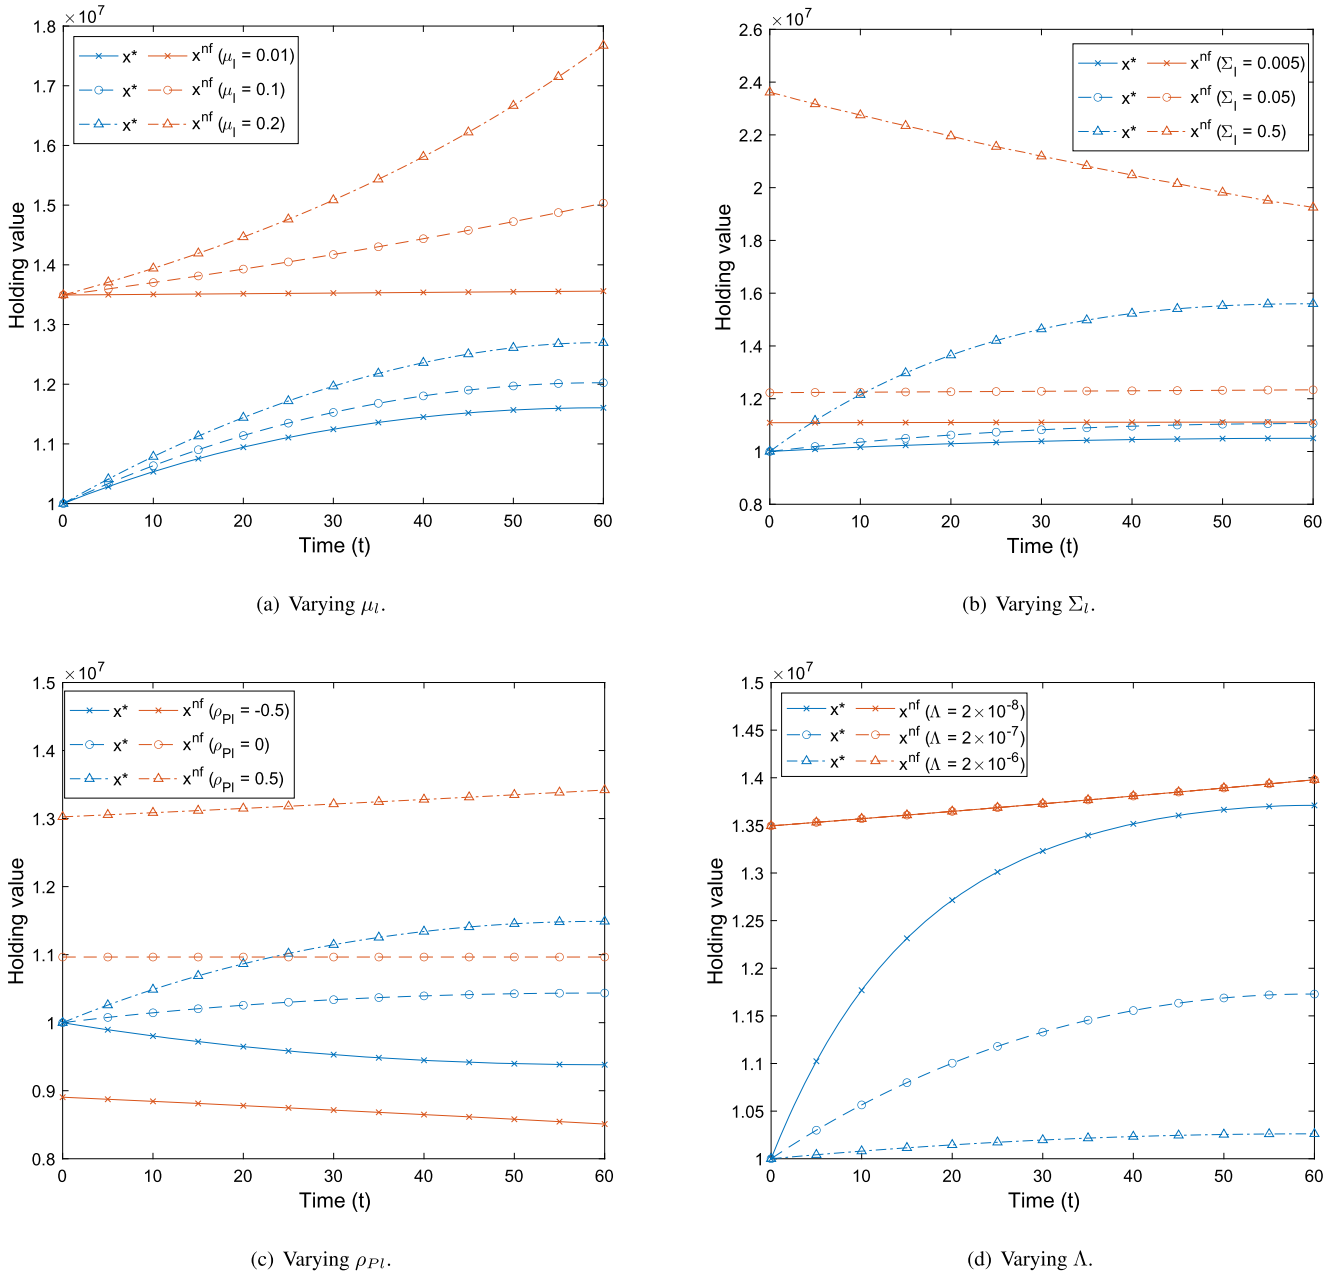 ×10⁷
1.8
1.7
1.6
1.5
1.4
1.3
1.2
1.1
1
Holding value
x* x^nf (μ_l = 0.01)
x* x^nf (μ_l = 0.1)
x* x^nf (μ_l = 0.2)
0 10 20 30 40 50 60
Time (t)
(a) Varying μ_l.
×10⁷
2.6
2.4
2.2
2
1.8
1.6
1.4
1.2
1
0.8
Holding value
x* x^nf (Σ_l = 0.005)
x* x^nf (Σ_l = 0.05)
x* x^nf (Σ_l = 0.5)
0 10 20 30 40 50 60
Time (t)
(b) Varying Σ_l.
×10⁷
1.5
1.4
1.3
1.2
1.1
1
0.9
0.8
Holding value
x* x^nf (ρ_Pl = -0.5)
x* x^nf (ρ_Pl = 0)
x* x^nf (ρ_Pl = 0.5)
0 10 20 30 40 50 60
Time (t)
(c) Varying ρ_Pl.
×10⁷
1.5
1.45
1.4
1.35
1.3
1.25
1.2
1.15
1.1
1.05
1
Holding value
x* x^nf (Λ = 2×10⁻⁸)
x* x^nf (Λ = 2×10⁻⁷)
x* x^nf (Λ = 2×10⁻⁶)
0 10 20 30 40 50 60
Time (t)
(d) Varying Λ.